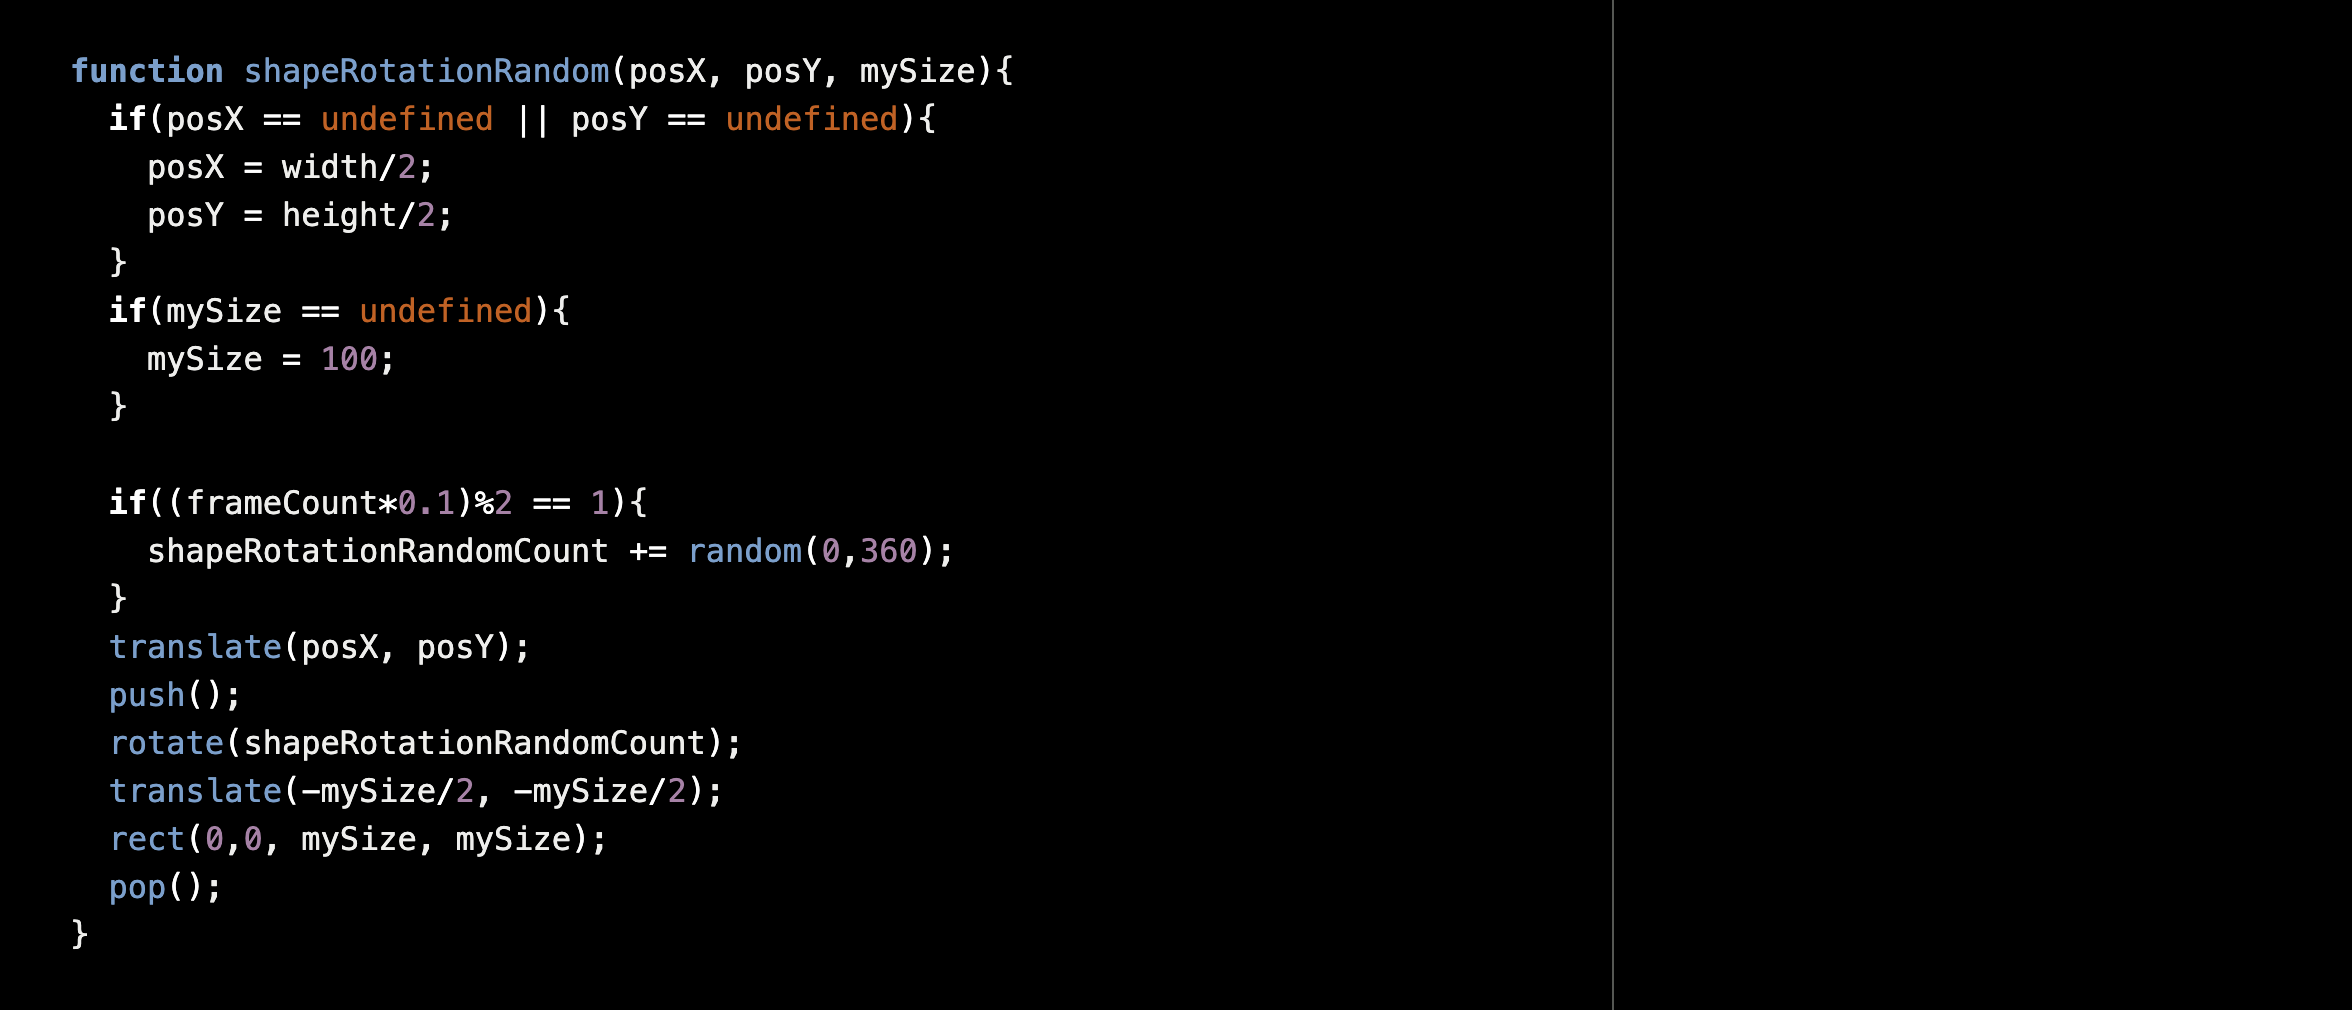 function shapeRotationRandom(posX, posY, mySize){
  if(posX == undefined || posY == undefined){
    posX = width/2;
    posY = height/2;
  }
  if(mySize == undefined){
    mySize = 100;
  }

  if((frameCount*0.1)%2 == 1){
    shapeRotationRandomCount += random(0,360);
  }
  translate(posX, posY);
  push();
  rotate(shapeRotationRandomCount);
  translate(-mySize/2, -mySize/2);
  rect(0,0, mySize, mySize);
  pop();
}